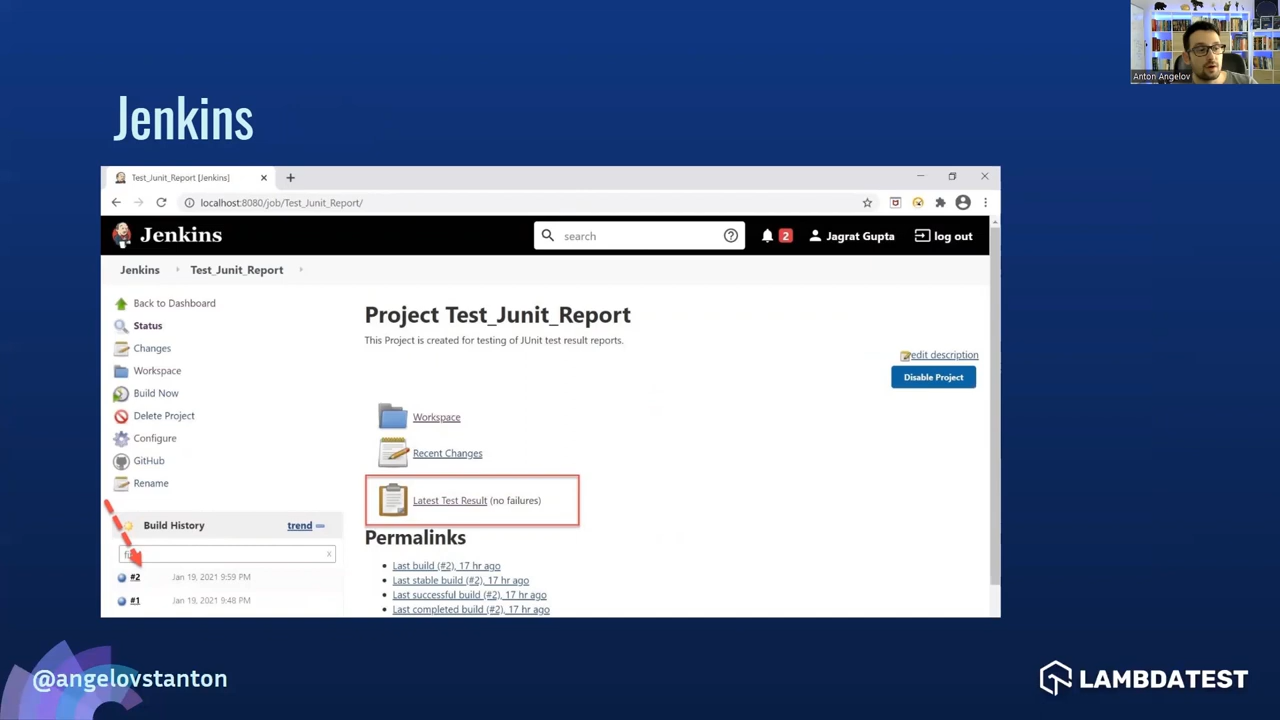 Anton Angelov
Jenkins
Test_Junit_Report [Jenkins]
localhost:8080/job/Test_Junit_Report/
Jenkins
search
2
Jagrat Gupta
log out
Jenkins
Test_Junit_Report
Back to Dashboard
Status
Changes
Workspace
Build Now
Delete Project
Configure
GitHub
Rename
Build History
trend
x
#2
Jan 19, 2021 9:59 PM
#1
Jan 19, 2021 9:48 PM
Project Test_Junit_Report
This Project is created for testing of JUnit test result reports.
edit description
Disable Project
Workspace
Recent Changes
Latest Test Result (no failures)
Permalinks
Last build (#2), 17 hr ago
Last stable build (#2), 17 hr ago
Last successful build (#2), 17 hr ago
Last completed build (#2), 17 hr ago
@angelovstanton
LAMBDATEST